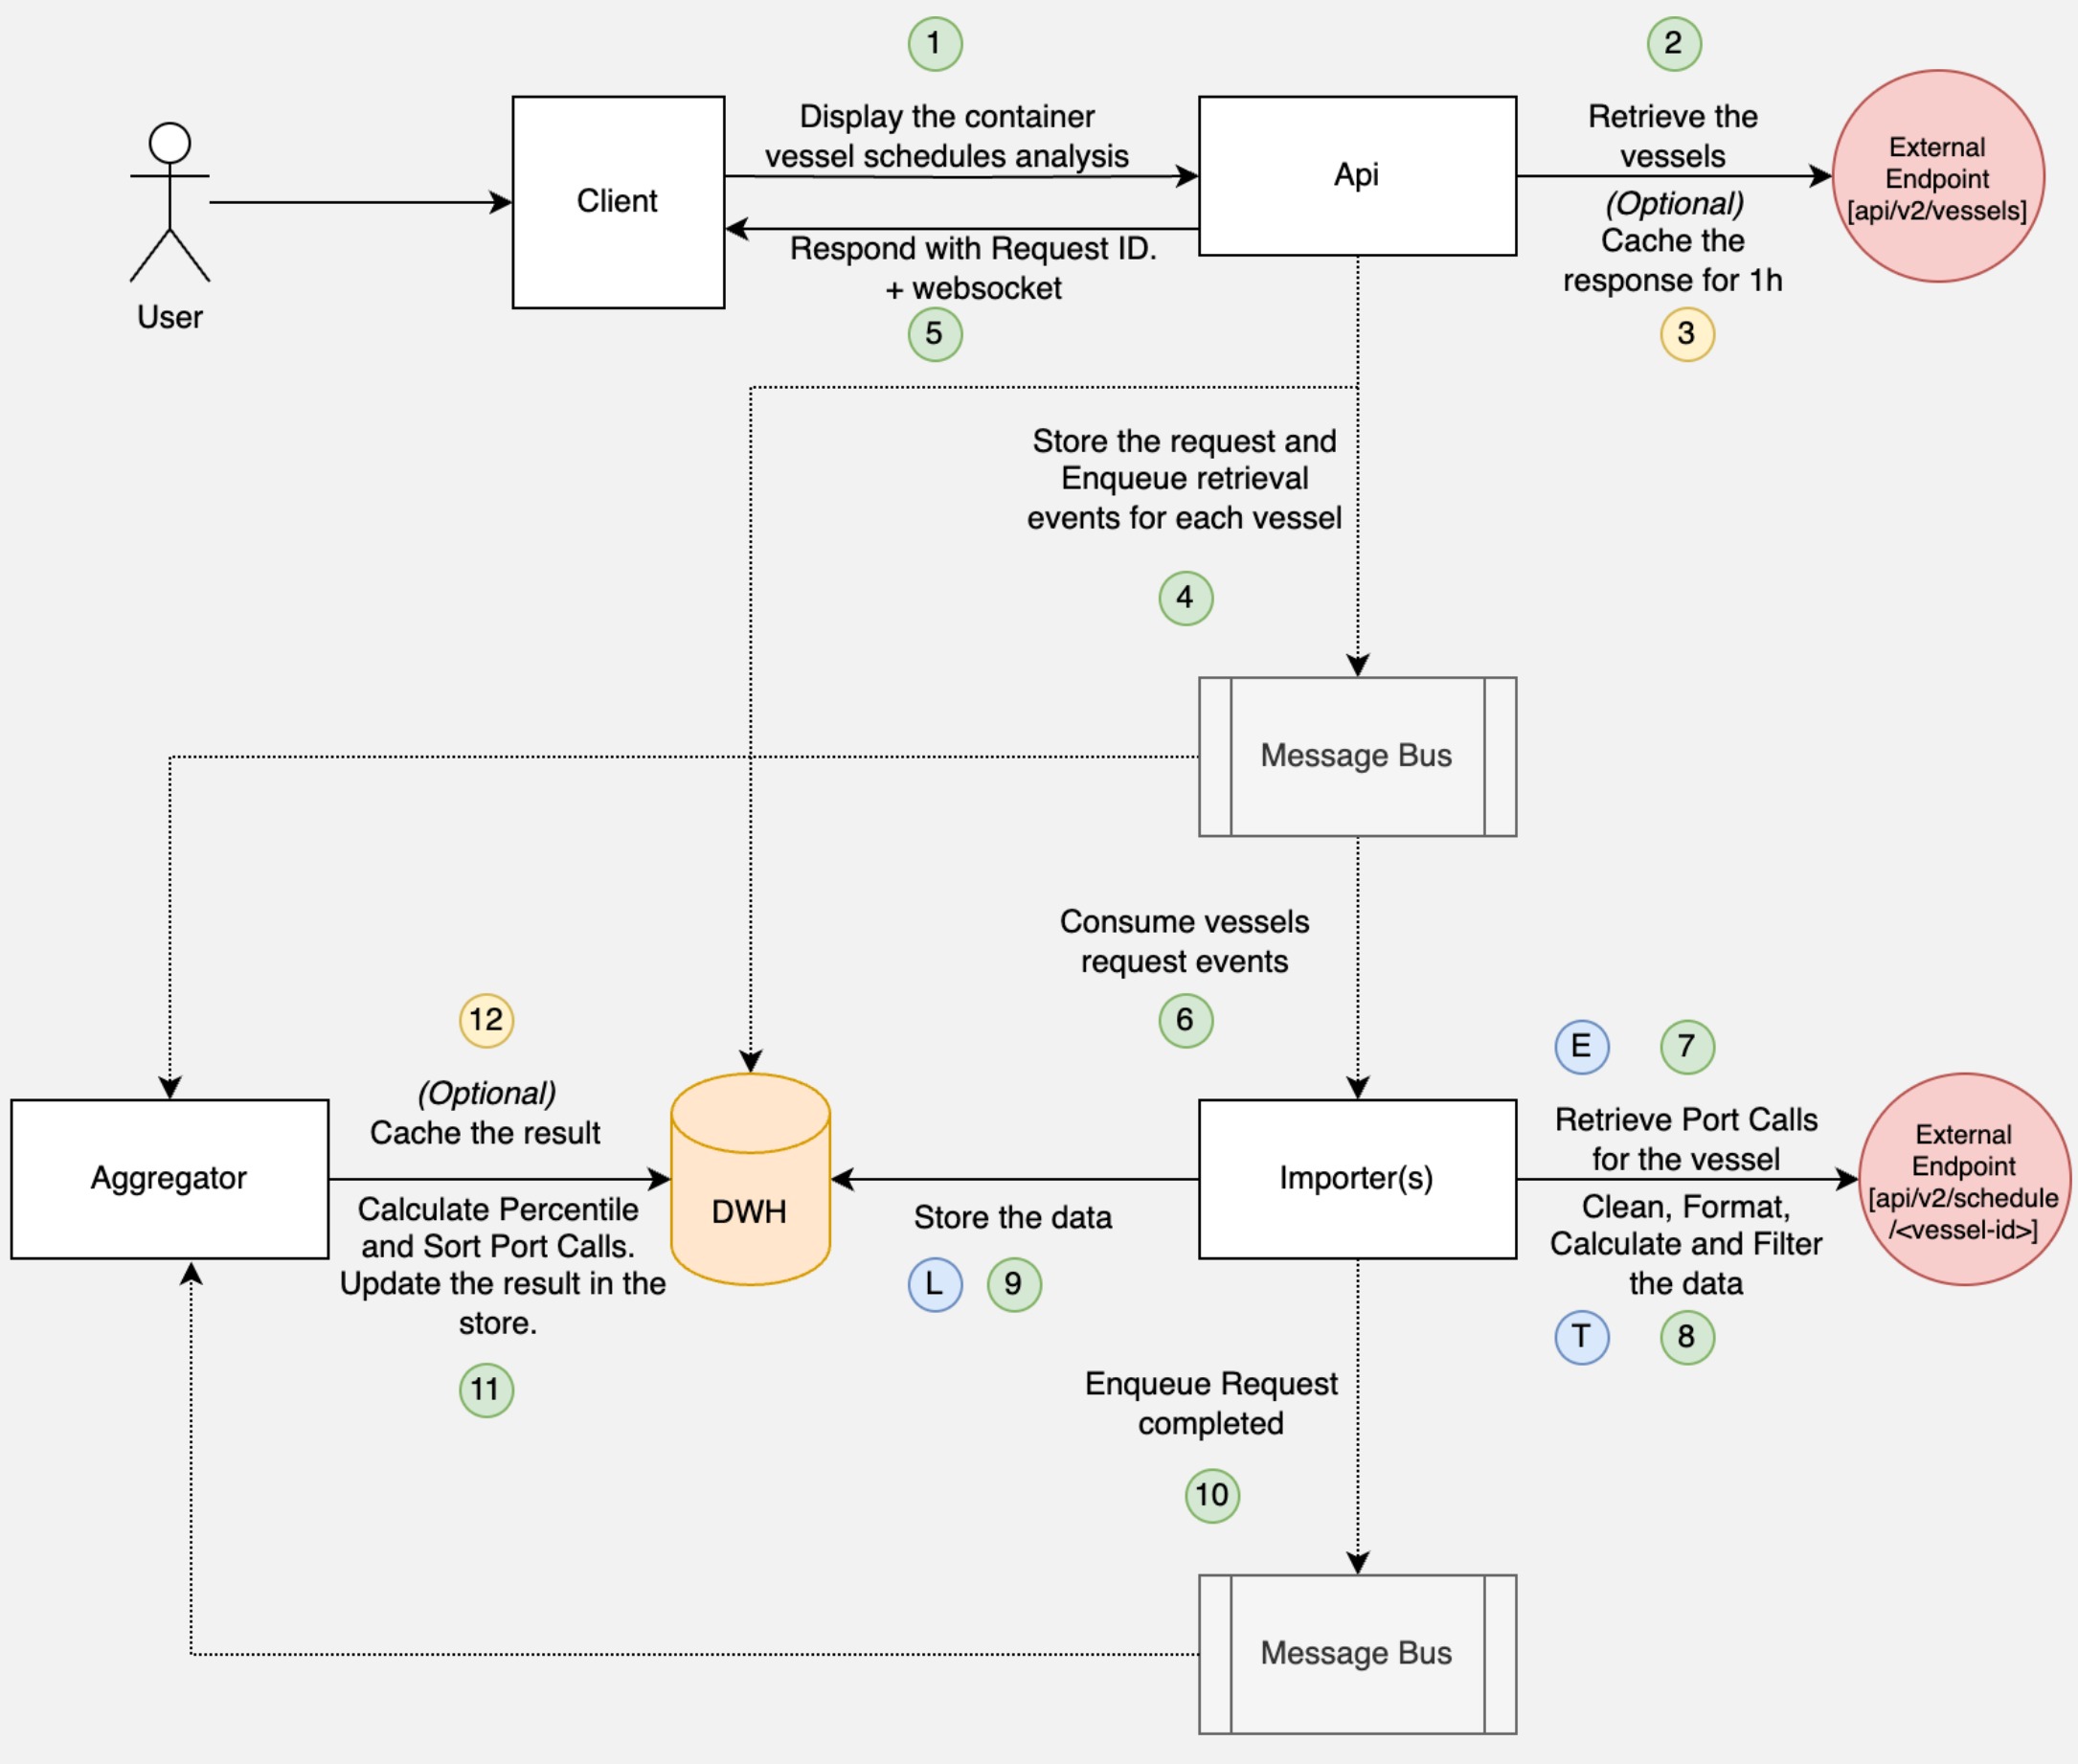 1
2
Display the container
vessel schedules analysis
Retrieve the
vessels
External
Endpoint
[api/v2/vessels]
Client
Api
(Optional)
Cache the
response for 1h
Respond with Request ID.
+ websocket
User
5
3
Store the request and
Enqueue retrieval
events for each vessel
4
Message Bus
Consume vessels
request events
6
12
E
7
(Optional)
Cache the result
Retrieve Port Calls
for the vessel
External
Endpoint
[api/v2/schedule
/<vessel-id>]
Aggregator
DWH
Importer(s)
Calculate Percentile
and Sort Port Calls.
Update the result in the
store.
Store the data
Clean, Format,
Calculate and Filter
the data
L
9
T
8
11
Enqueue Request
completed
10
Message Bus